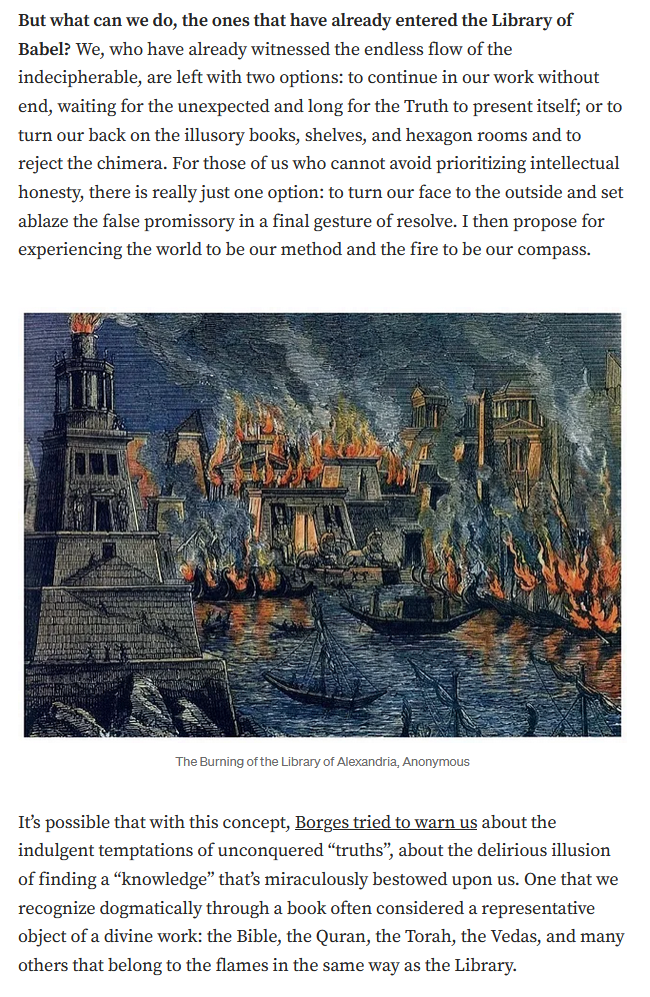 But what can we do, the ones that have already entered the Library of
Babel? We, who have already witnessed the endless flow of the
indecipherable, are left with two options: to continue in our work without
end, waiting for the unexpected and long for the Truth to present itself; or to
turn our back on the illusory books, shelves, and hexagon rooms and to
reject the chimera. For those of us who cannot avoid prioritizing intellectual
honesty, there is really just one option: to turn our face to the outside and set
ablaze the false promissory in a final gesture of resolve. I then propose for
experiencing the world to be our method and the fire to be our compass.
The Burning of the Library of Alexandria, Anonymous
It’s possible that with this concept, Borges tried to warn us about the
indulgent temptations of unconquered “truths”, about the delirious illusion
of finding a “knowledge” that’s miraculously bestowed upon us. One that we
recognize dogmatically through a book often considered a representative
object of a divine work: the Bible, the Quran, the Torah, the Vedas, and many
others that belong to the flames in the same way as the Library.